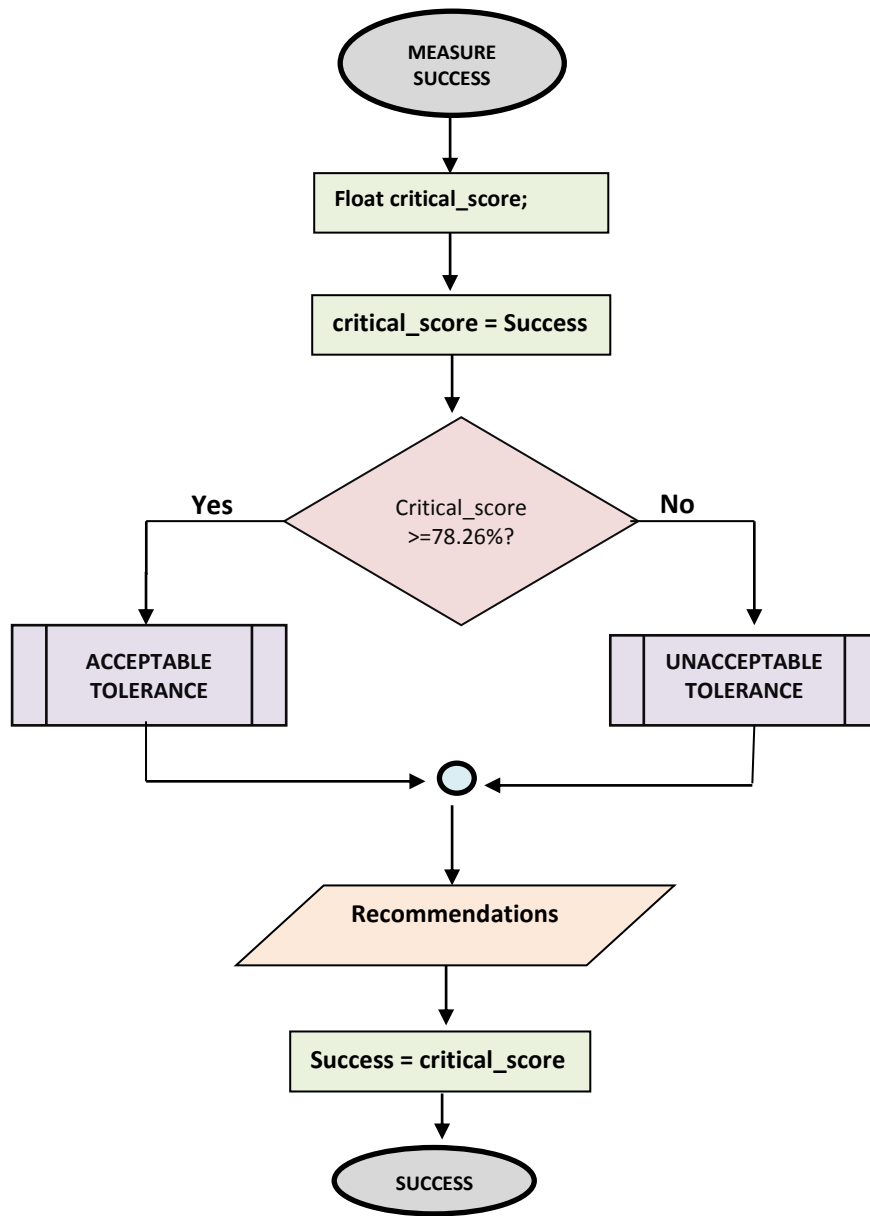 MEASURE
SUCCESS
Float critical_score;
critical_score = Success
Yes
No
Critical_score
>=78.26%?
ACCEPTABLE
TOLERANCE
UNACCEPTABLE
TOLERANCE
Recommendations
Success = critical_score
SUCCESS